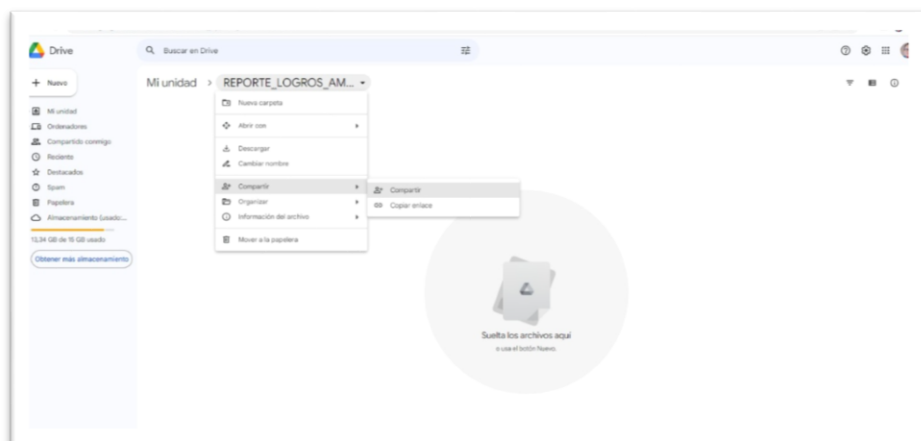 Drive
Buscar en Drive
Nuevo
Mi unidad
Ordenadores
Compartido conmigo
Reciente
Destacados
Spam
Papelera
Almacenamiento (usado:...
13,34 GB de 15 GB usado
Obtener más almacenamiento
Mi unidad > REPORTE_LOGROS_AM...
Nueva carpeta
Abrir con
Descargar
Cambiar nombre
Compartir
Organizar
Información del archivo
Mover a la papelera
Compartir
Copiar enlace
Suelta los archivos aquí
o usa el botón Nuevo.